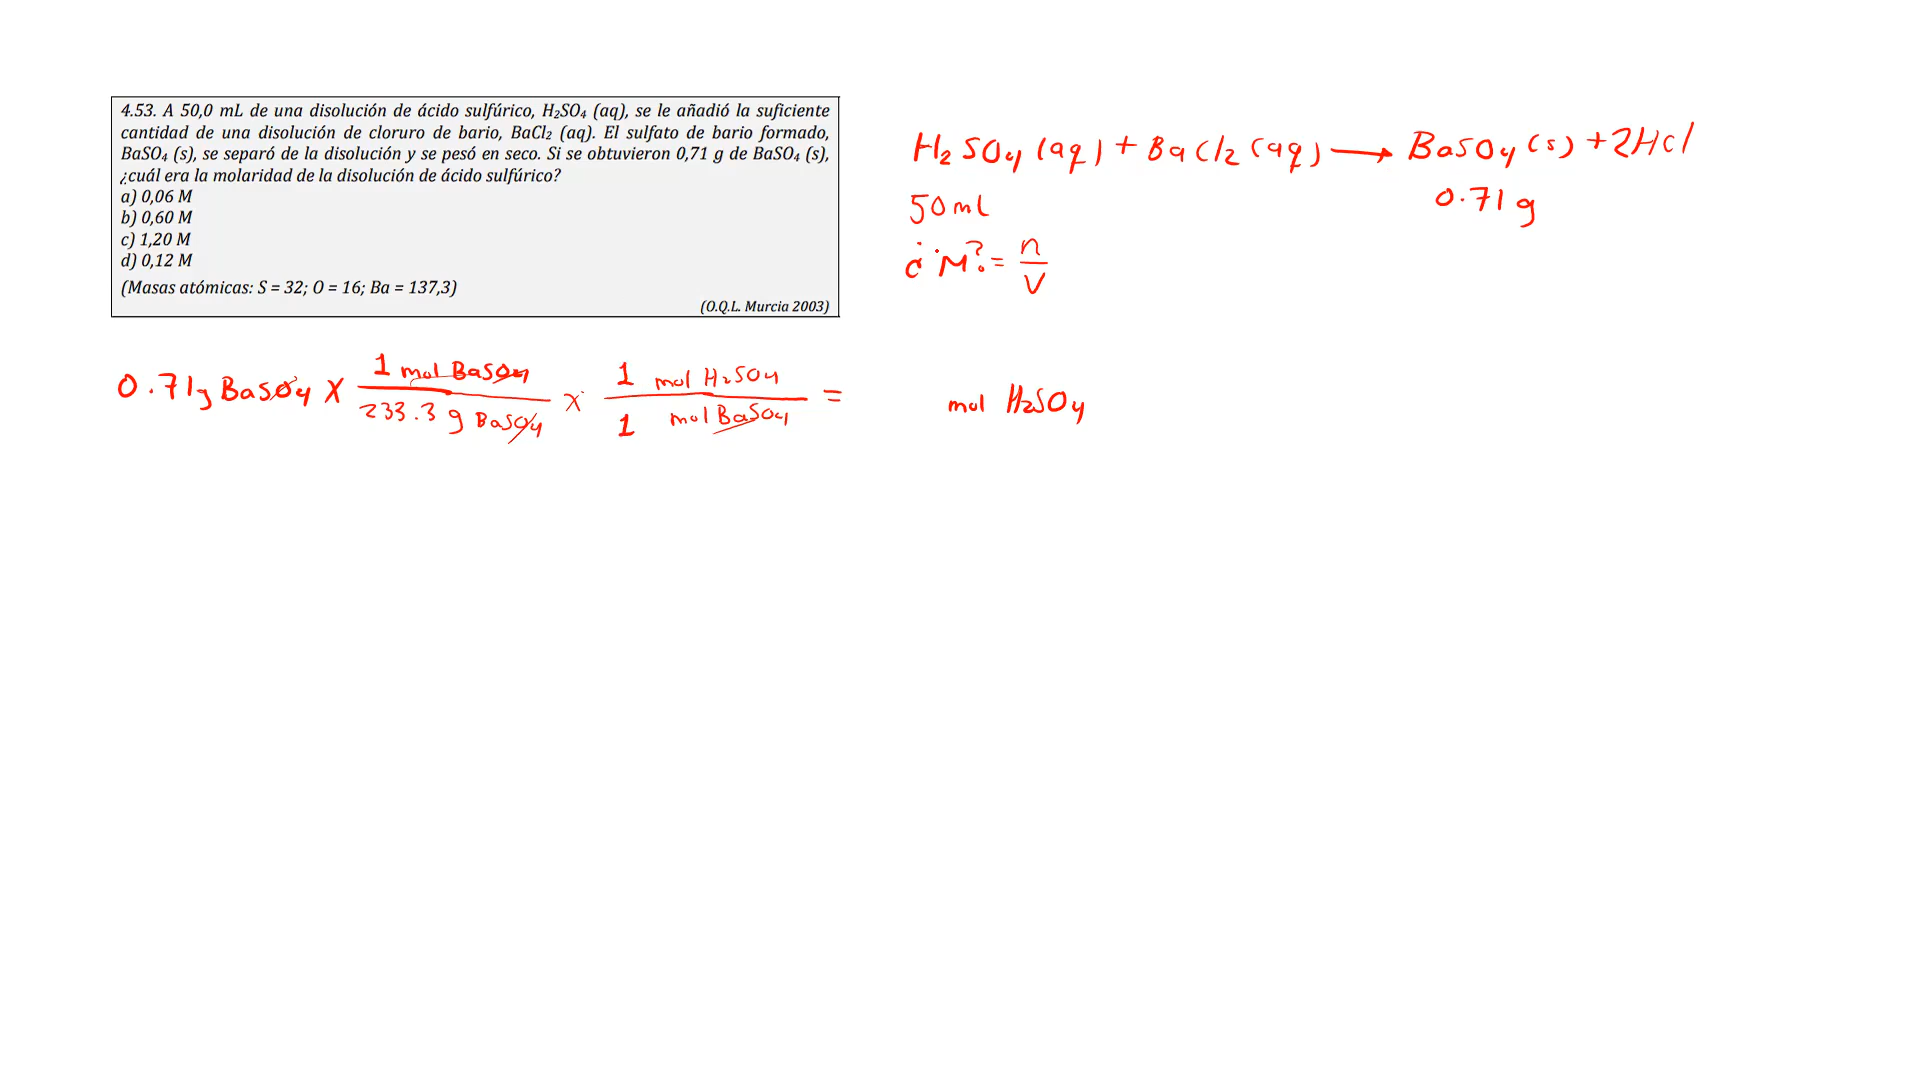 4.53. A 50,0 mL de una disolución de ácido sulfúrico, H₂SO₄ (aq), se le añadió la suficiente
cantidad de una disolución de cloruro de bario, BaCl₂ (aq). El sulfato de bario formado,
BaSO₄ (s), se separó de la disolución y se pesó en seco. Si se obtuvieron 0,71 g de BaSO₄ (s),
¿cuál era la molaridad de la disolución de ácido sulfúrico?
a) 0,06 M
b) 0,60 M
c) 1,20 M
d) 0,12 M
(Masas atómicas: S = 32; O = 16; Ba = 137,3)
(O.Q.L. Murcia 2003)
H₂SO₄ (aq) + BaCl₂ (aq) → BaSO₄ (s) + 2HCl
50 ml
0.71 g
¿M? = n/V
0.71g BaSO₄ x 1 mol BaSO₄ / 233.3 g BaSO₄ x 1 mol H₂SO₄ / 1 mol BaSO₄ = mol H₂SO₄